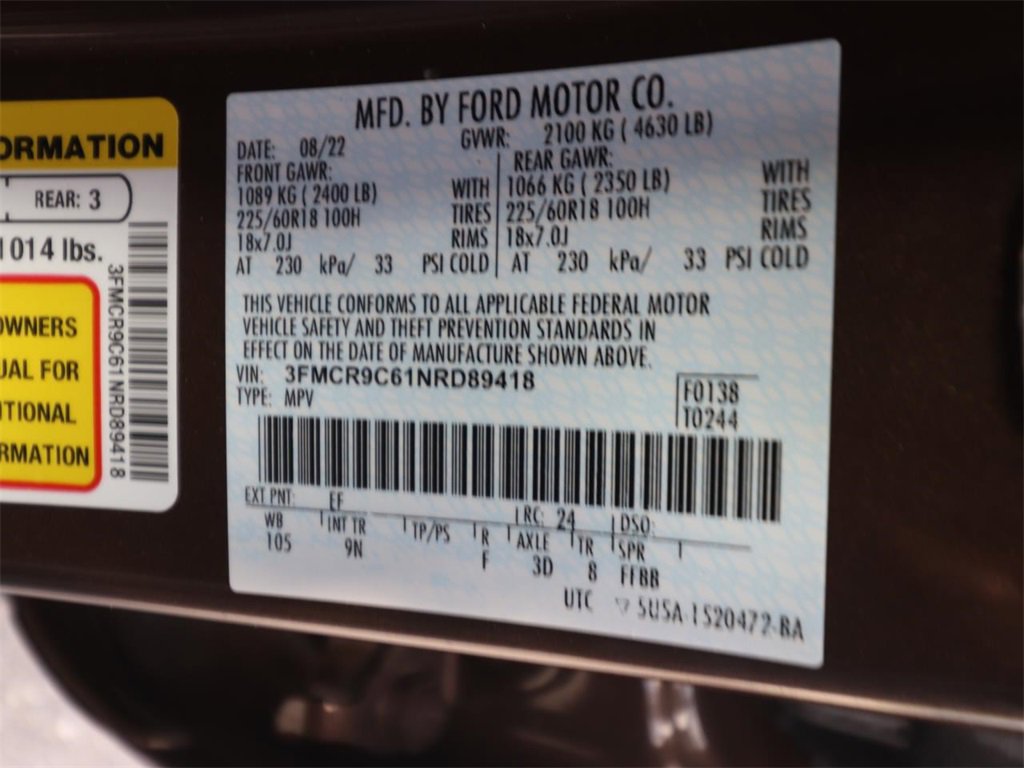 ORMATION
REAR: 3
1014 lbs.
OWNERS
UAL FOR
ITIONAL
RMATION
3FMCR9C61NRD89418
MFD. BY FORD MOTOR CO.
DATE: 08/22 GVWR: 2100 KG ( 4630 LB)
FRONT GAWR: REAR GAWR:
1089 KG ( 2400 LB) WITH 1066 KG ( 2350 LB) WITH
225/60R18 100H TIRES 225/60R18 100H TIRES
18x7.0J RIMS 18x7.0J RIMS
AT 230 kPa/ 33 PSI COLD AT 230 kPa/ 33 PSI COLD
THIS VEHICLE CONFORMS TO ALL APPLICABLE FEDERAL MOTOR
VEHICLE SAFETY AND THEFT PREVENTION STANDARDS IN
EFFECT ON THE DATE OF MANUFACTURE SHOWN ABOVE.
VIN: 3FMCR9C61NRD89418 F0138
TYPE: MPV T0244
EXT PNT: EF RC: 24 DSO:
WB INT TR TP/PS R AXLE TR SPR
105 9N F 3D 8 FFBB
UTC ▽ 5U5A-1520472-BA